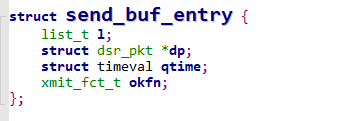 struct send_buf_entry {
list_t l;
struct dsr_pkt *dp;
struct timeval qtime;
xmit_fct_t okfn;
};